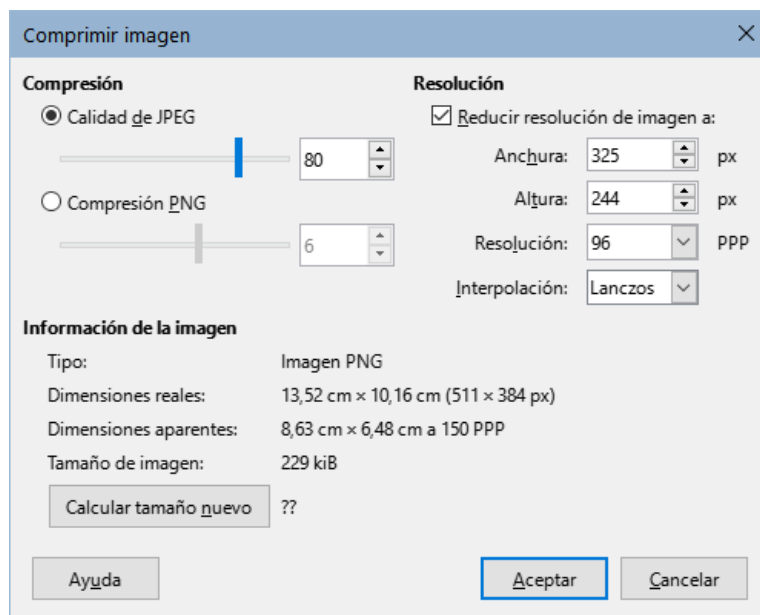 Comprimir imagen
Compresión
Calidad de JPEG
80
Compresión PNG
6
Resolución
Reducir resolución de imagen a:
Anchura: 325 px
Altura: 244 px
Resolución: 96 PPP
Interpolación: Lanczos
Información de la imagen
Tipo: Imagen PNG
Dimensiones reales: 13,52 cm × 10,16 cm (511 × 384 px)
Dimensiones aparentes: 8,63 cm × 6,48 cm a 150 PPP
Tamaño de imagen: 229 kiB
Calcular tamaño nuevo ??
Ayuda Aceptar Cancelar